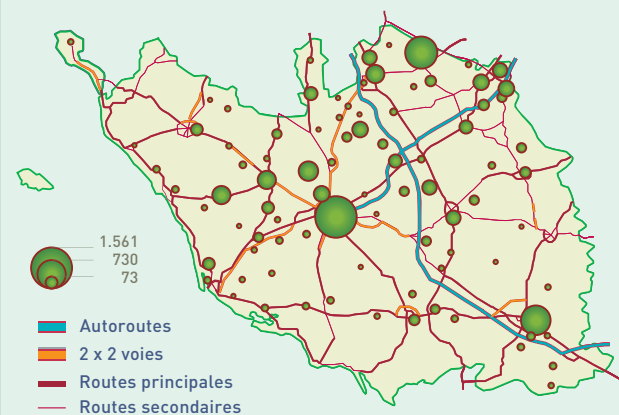 1.561
730
73
Autoroutes
2 x 2 voies
Routes principales
Routes secondaires